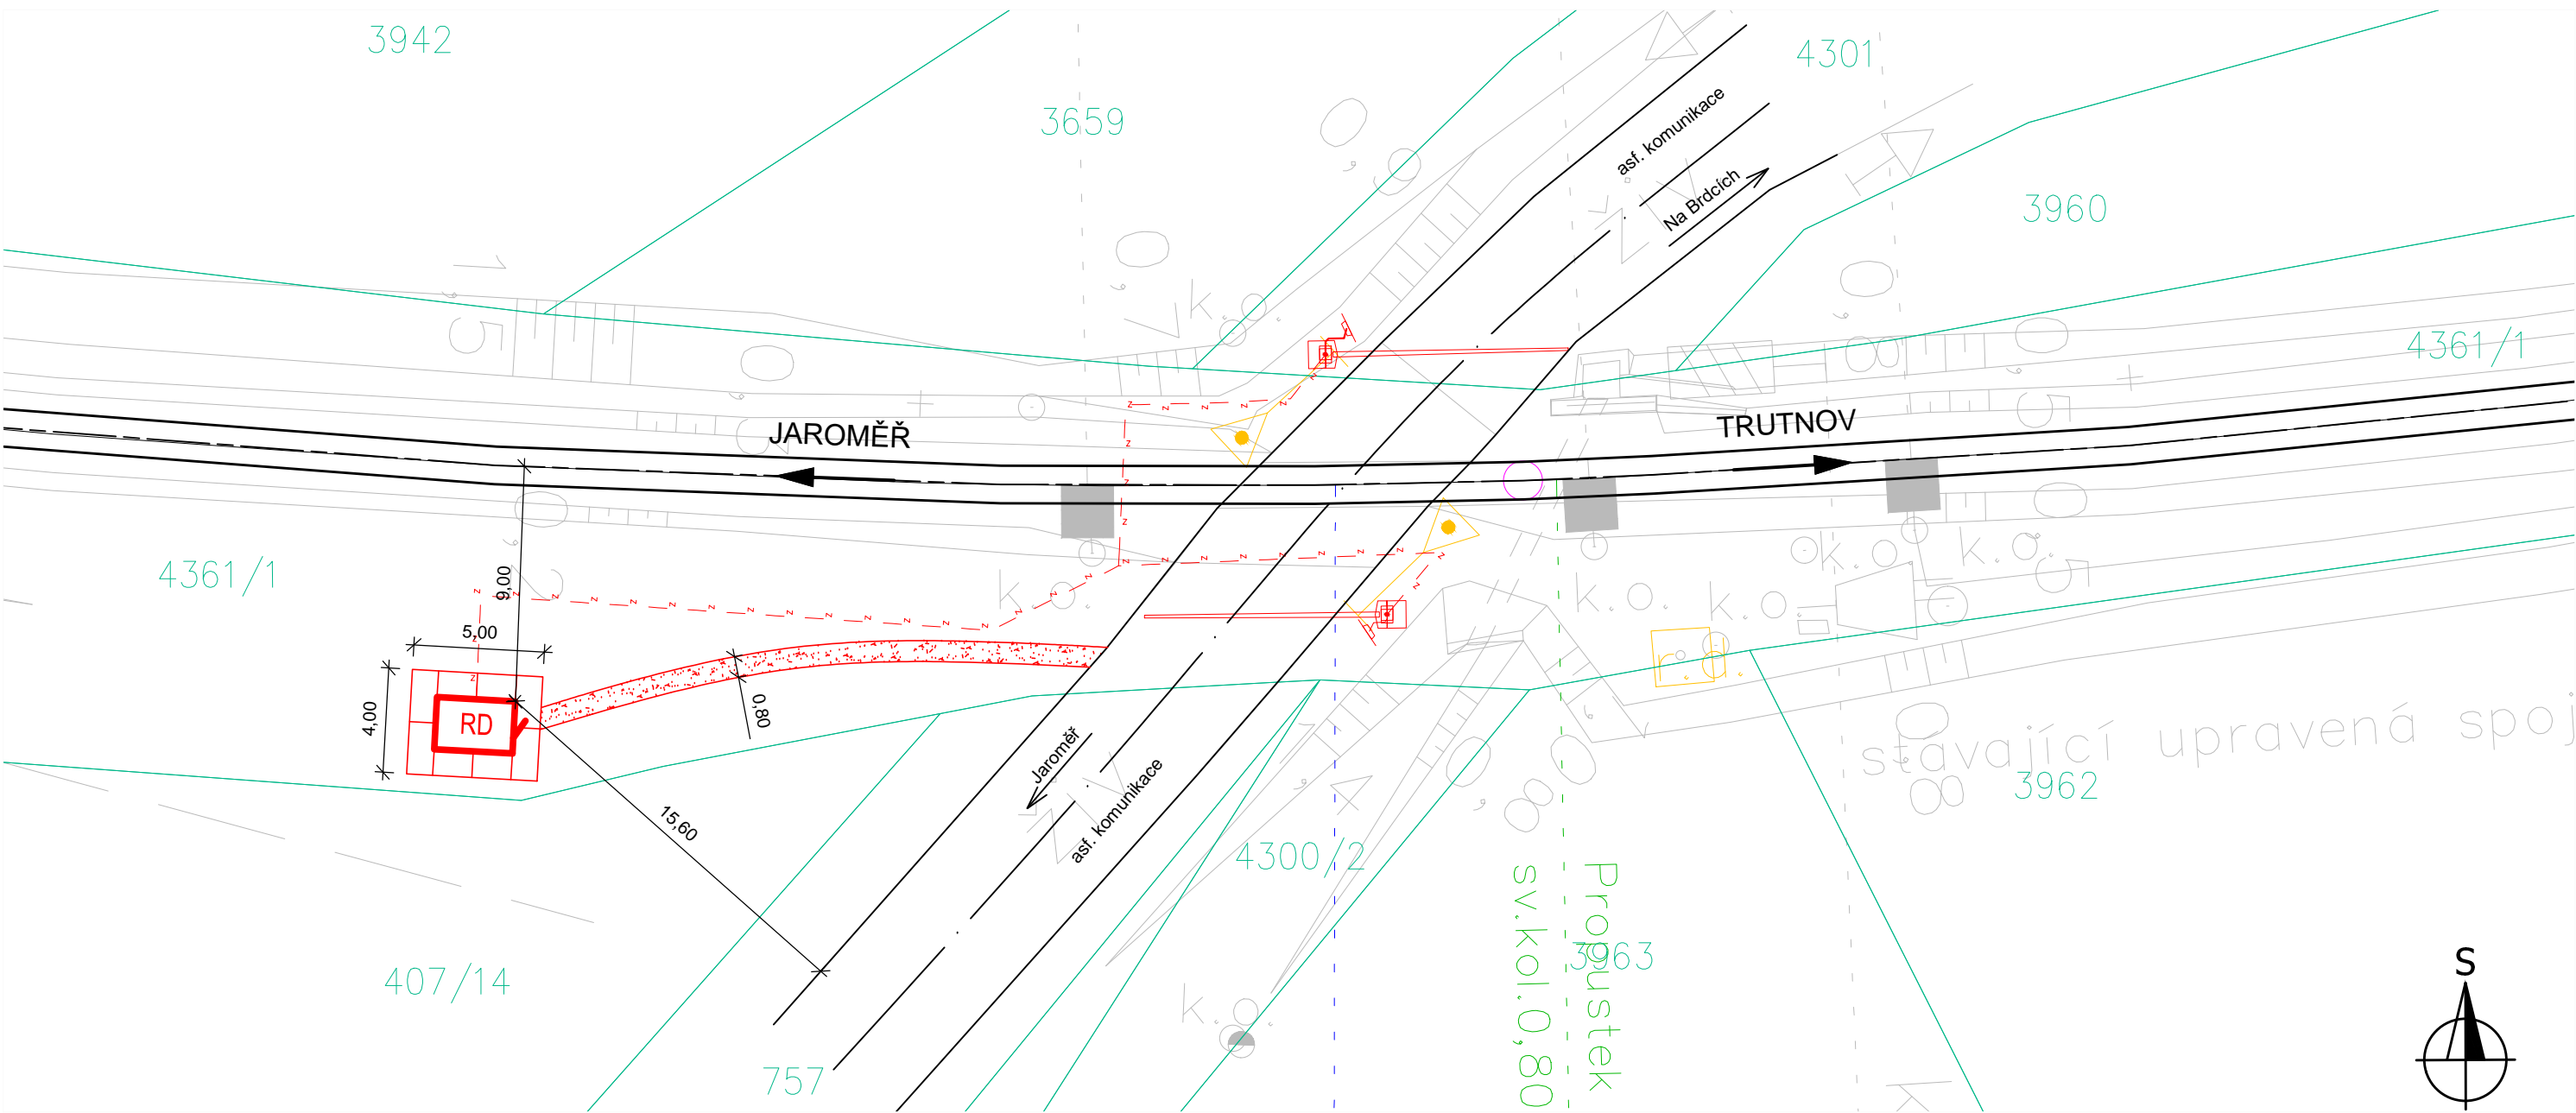 3942
3659
4301
asf. komunikace
Na Brdcích
3960
4361/1
JAROMĚŘ
TRUTNOV
k.o.
4361/1
9,00
5,00
k.o.
k.o.
k.o.
k.o.
k.o.
r.d.
4,00
RD
0,80
15,60
Jaroměř
asf. komunikace
stávající upravená spoj
3962
4300/2
Propustek
sv.kol.0,80
3963
407/14
k.o.
757
S